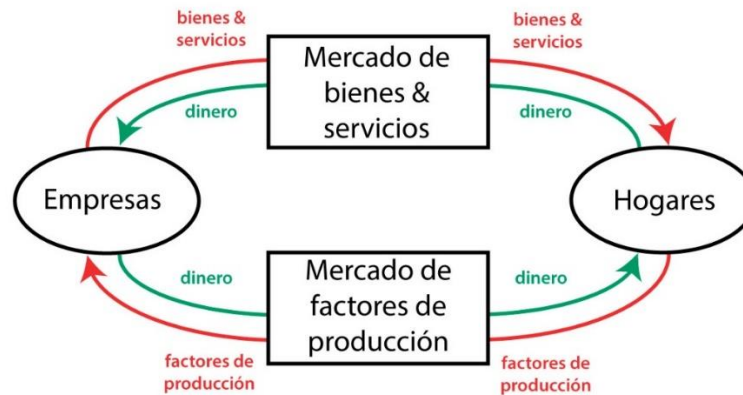 bienes &
servicios
Mercado de
bienes &
servicios
bienes &
servicios
dinero
dinero
Empresas
Hogares
dinero
Mercado de
factores de
producción
dinero
factores de
producción
factores de
producción